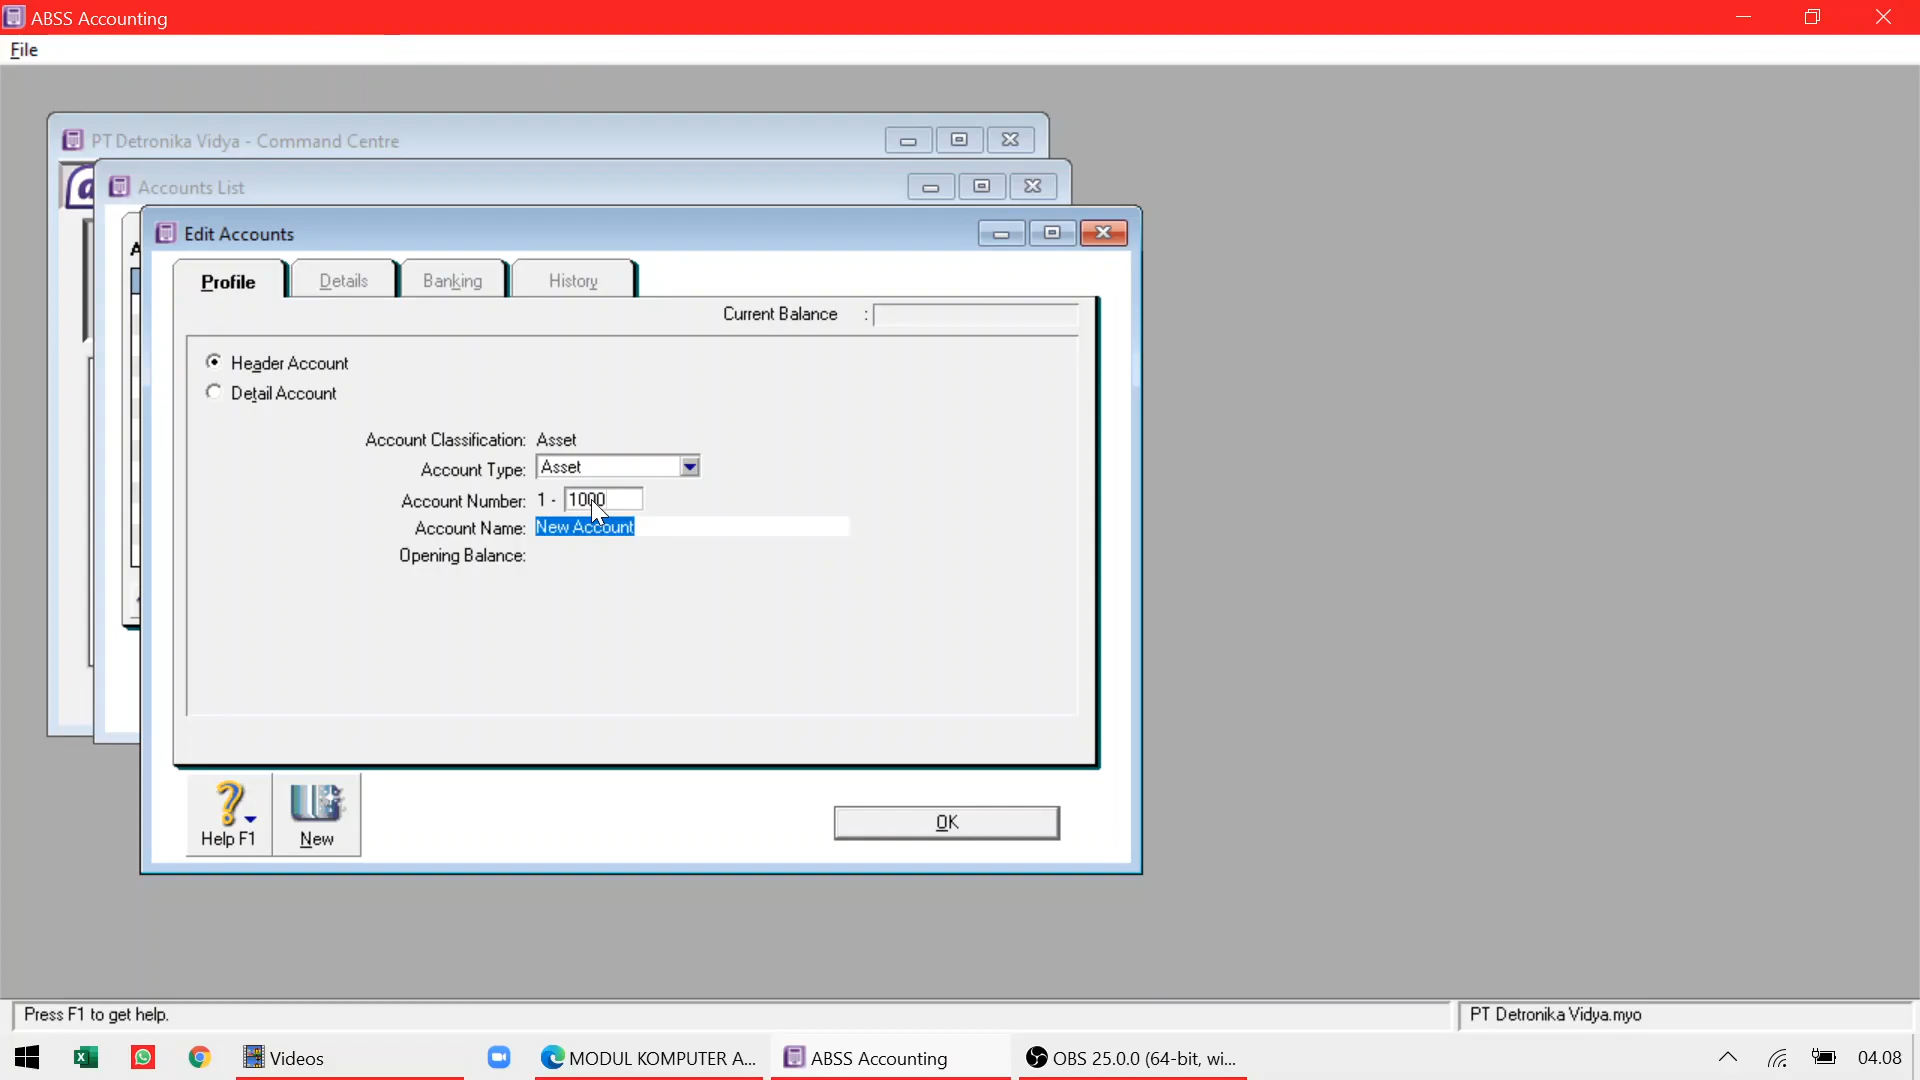 ABSS Accounting
File
PT Detronika Vidya - Command Centre
Accounts List
Edit Accounts
Profile
Details
Banking
History
Current Balance :
Header Account
Detail Account
Account Classification: Asset
Account Type: Asset
Account Number: 1 - 1000
Account Name: New Account
Opening Balance:
Help F1
New
OK
Press F1 to get help.
PT Detronika Vidya.myo
Videos
MODUL KOMPUTER A...
ABSS Accounting
OBS 25.0.0 (64-bit, wi...
04.08